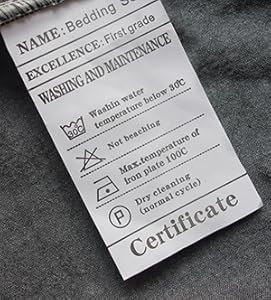 NAME: Bedding
EXCELLENCE: First grade
WASHING AND MAINTENANCE
Washin water
30C
temperature below 30C
Not beaching
Max.temperature of
iron plate 100C
Dry cleaning
P
(normal cycle)
Certificate